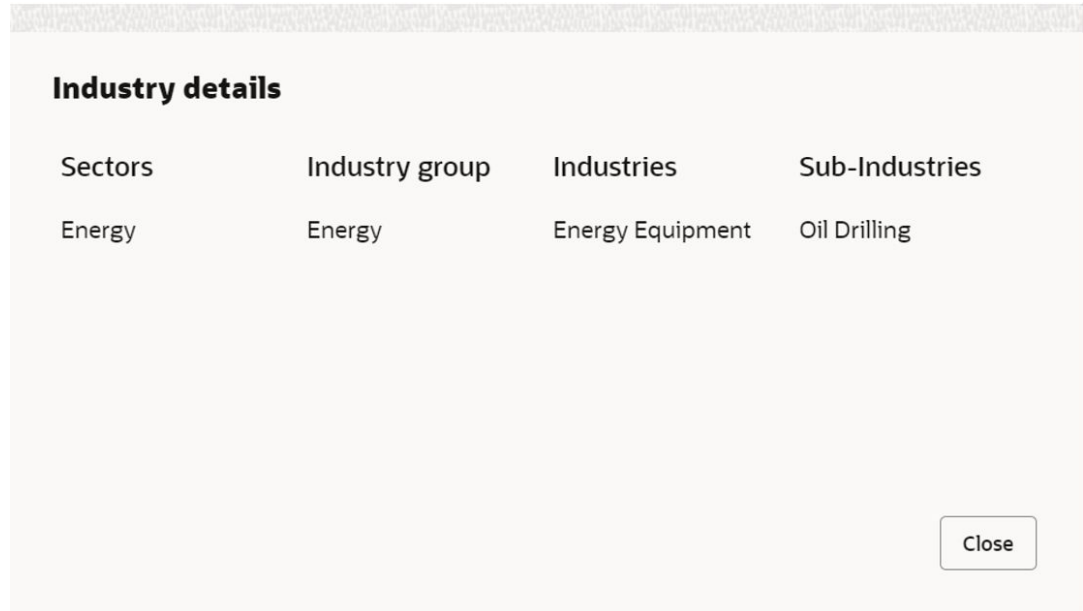 Industry details
Sectors Industry group Industries Sub-Industries
Energy Energy Energy Equipment Oil Drilling
Close